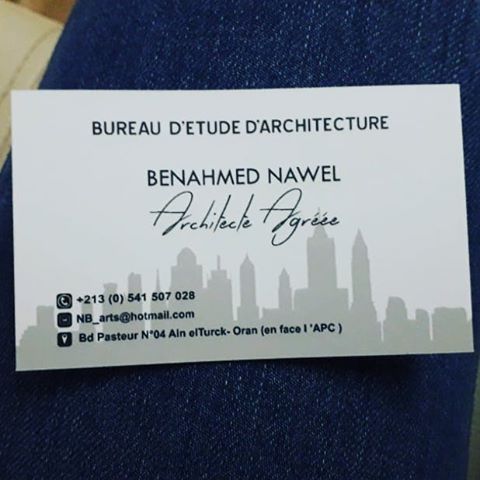 BUREAU D'ETUDE D'ARCHITECTURE
BENAHMED NAWEL
Architecte Agréée
+213 (0) 541 507 028
NB_arts@hotmail.com
Bd Pasteur N°04 Ain elTurck- Oran (en face l 'APC )